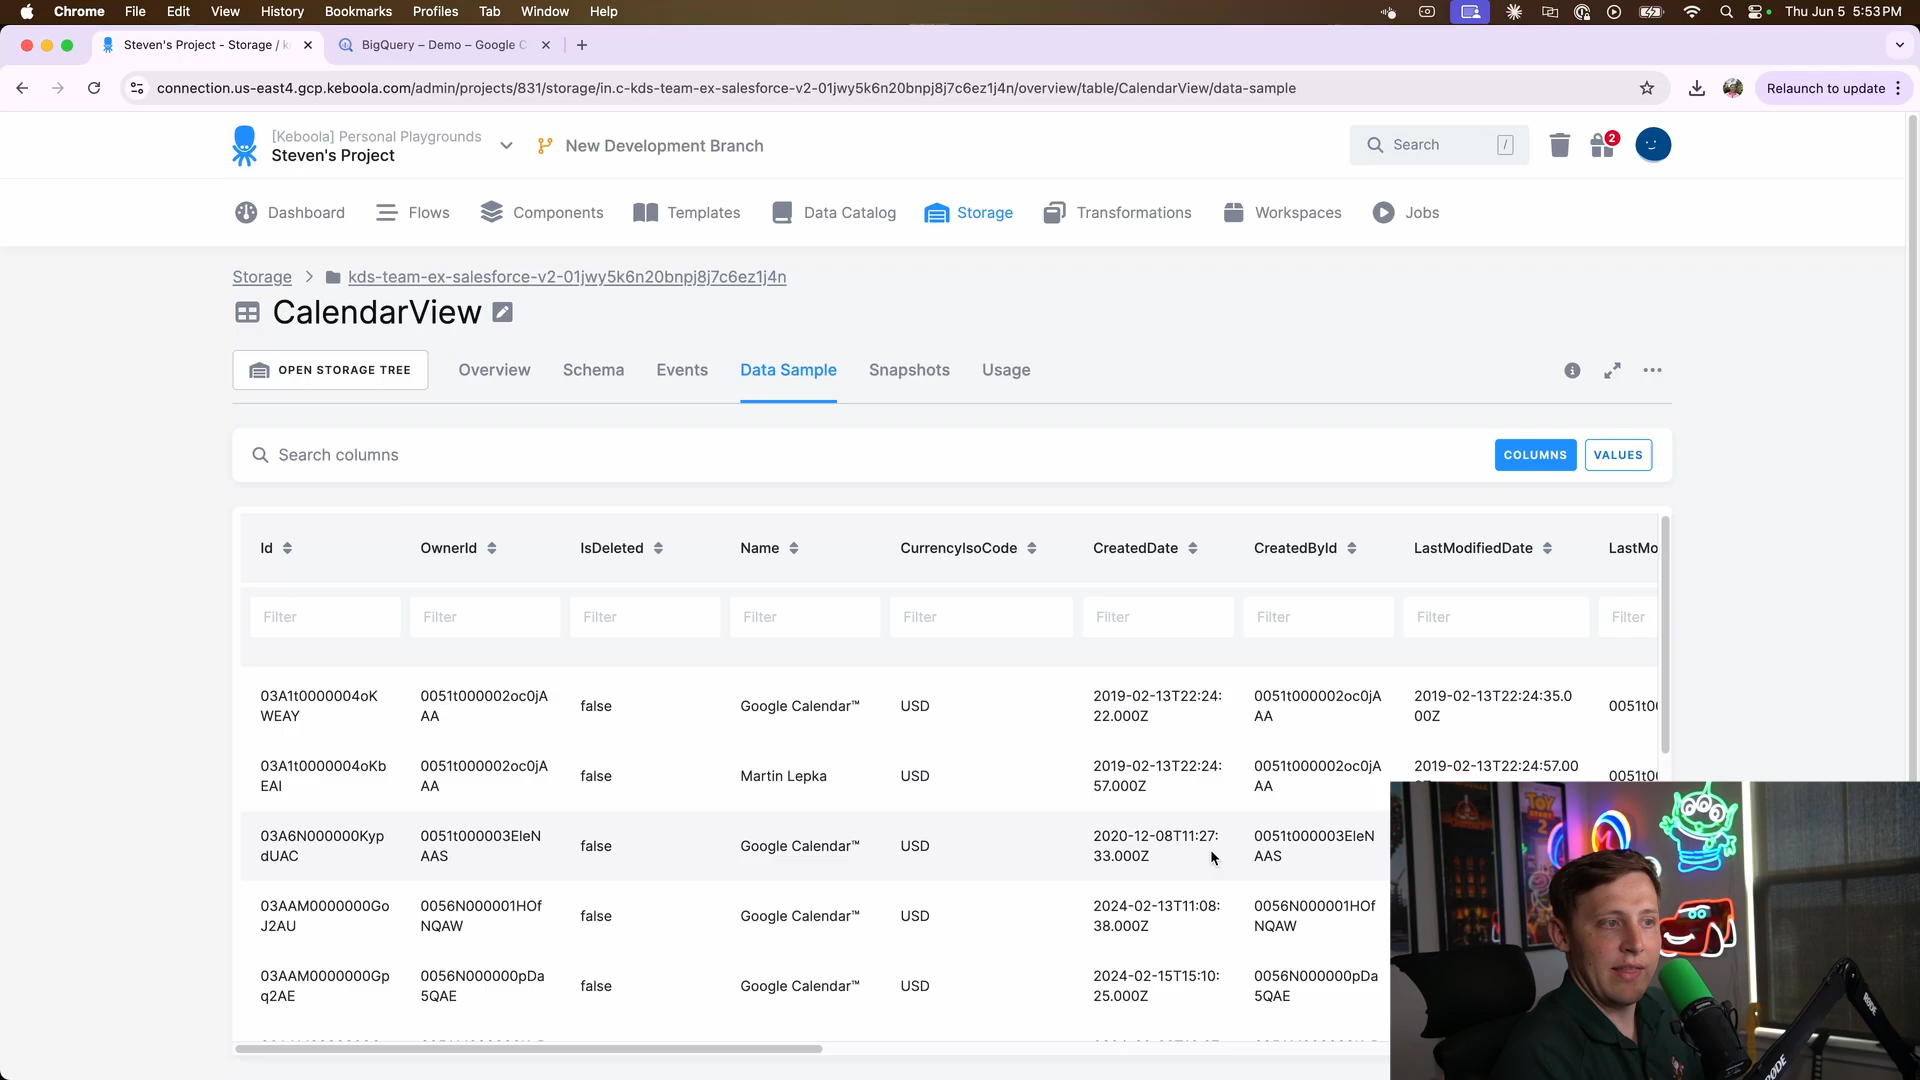 Chrome File Edit View History Bookmarks Profiles Tab Window Help Thu Jun 5 5:53 PM
Steven's Project - Storage / k
BigQuery – Demo – Google C
connection.us-east4.gcp.keboola.com/admin/projects/831/storage/in.c-kds-team-ex-salesforce-v2-01jwy5k6n20bnpj8j7c6ez1j4n/overview/table/CalendarView/data-sample
Relaunch to update
[Keboola] Personal Playgrounds
Steven's Project
New Development Branch
Search /
2
Dashboard Flows Components Templates Data Catalog Storage Transformations Workspaces Jobs
Storage > kds-team-ex-salesforce-v2-01jwy5k6n20bnpj8j7c6ez1j4n
CalendarView
OPEN STORAGE TREE Overview Schema Events Data Sample Snapshots Usage
Search columns COLUMNS VALUES
Id OwnerId IsDeleted Name CurrencyIsoCode CreatedDate CreatedById LastModifiedDate LastMo
Filter Filter Filter Filter Filter Filter Filter Filter Filter
03A1t0000004oK 0051t000002oc0jA false Google Calendar™ USD 2019-02-13T22:24: 0051t000002oc0jA 2019-02-13T22:24:35.0 0051t0
WEAY AA 22.000Z AA 00Z
03A1t0000004oKb 0051t000002oc0jA false Martin Lepka USD 2019-02-13T22:24: 0051t000002oc0jA 2019-02-13T22:24:57.00 0051t0
EAI AA 57.000Z AA
03A6N000000Kyp 0051t000003EleN false Google Calendar™ USD 2020-12-08T11:27: 0051t000003EleN
dUAC AAS 33.000Z AAS
03AAM0000000Go 0056N000001HOf false Google Calendar™ USD 2024-02-13T11:08: 0056N000001HOf
J2AU NQAW 38.000Z NQAW
03AAM0000000Gp 0056N000000pDa false Google Calendar™ USD 2024-02-15T15:10: 0056N000000pDa
q2AE 5QAE 25.000Z 5QAE
TOY
STORY
2
RODE
RODE